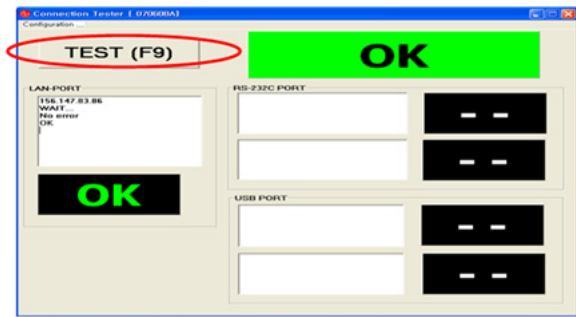 Connection Tester [ 070600A]
Configuration ...
TEST (F9)
OK
LAN-PORT
156.147.83.86
WAIT...
No error
OK
OK
RS-232C PORT
- -
- -
USB PORT
- -
- -